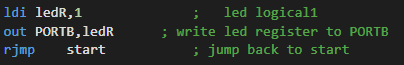 ldi ledR,1 ; led logical1
out PORTB,ledR ; write led register to PORTB
rjmp start ; jump back to start